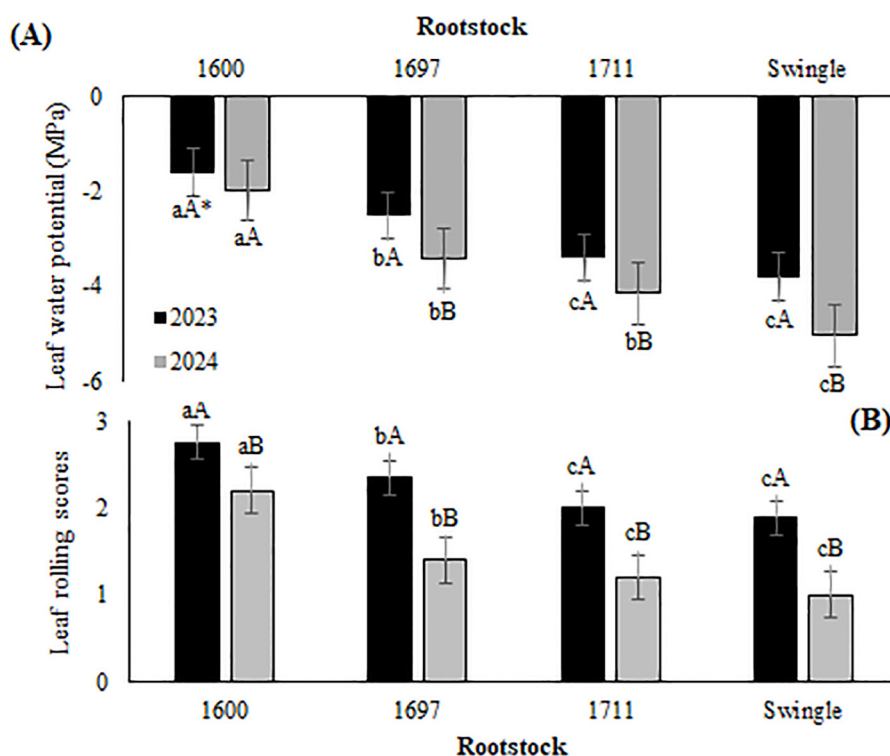 (A)
Rootstock
1600 1697 1711 Swingle
Leaf water potential (MPa)
0
-2
-4
-6
aA* aA bA bB cA bB cA cB
2023
2024
(B)
Leaf rolling scores
3
2
1
0
aA aB bA bB cA cB cA cB
1600 1697 1711 Swingle
Rootstock